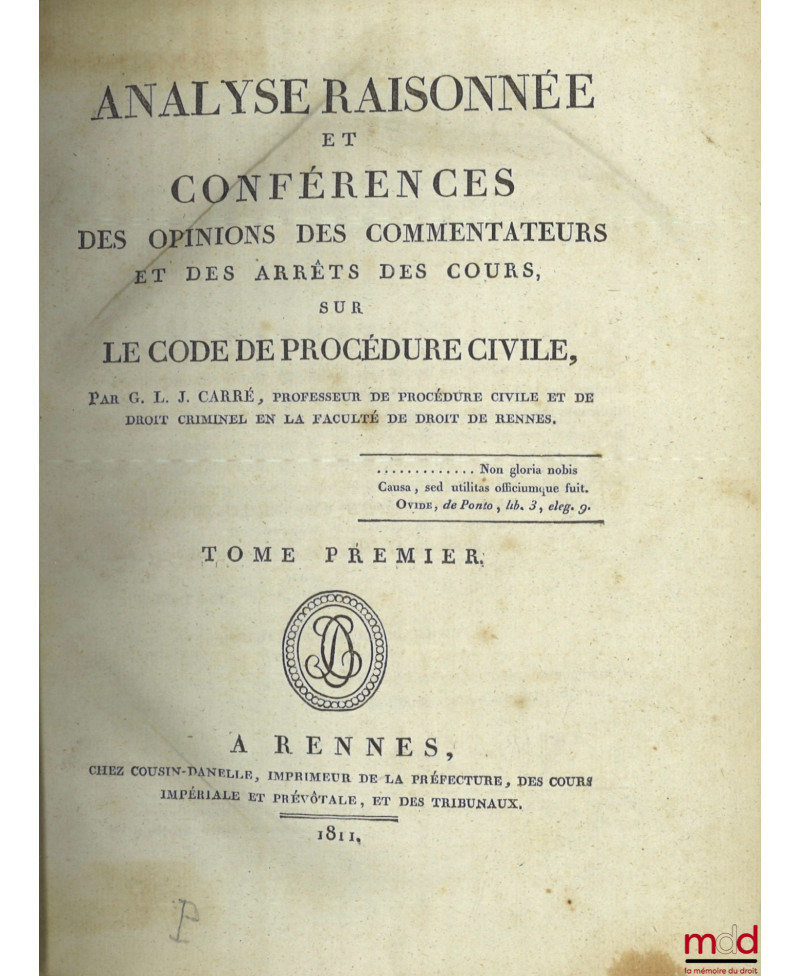 ANALYSE RAISONNÉE
ET
CONFÉRENCES
DES OPINIONS DES COMMENTATEURS
ET DES ARRÊTS DES COURS,
SUR
LE CODE DE PROCÉDURE CIVILE,
PAR G. L. J. CARRÉ, PROFESSEUR DE PROCÉDURE CIVILE ET DE
DROIT CRIMINEL EN LA FACULTÉ DE DROIT DE RENNES.
............. Non gloria nobis
Causa, sed utilitas officiumque fuit.
OVIDE, de Ponto, lib. 3, eleg. 9.
TOME PREMIER.
A RENNES,
CHEZ COUSIN-DANELLE, IMPRIMEUR DE LA PRÉFECTURE, DES COURS
IMPÉRIALE ET PRÉVÔTALE, ET DES TRIBUNAUX.
1811.
P
mdd
la mémoire du droit